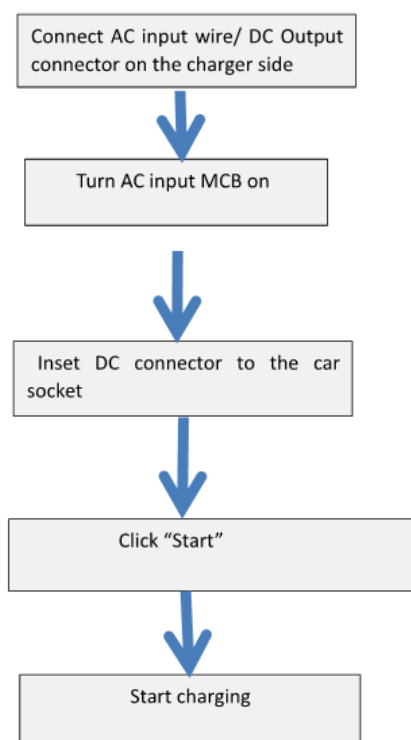 Connect AC input wire/ DC Output
connector on the charger side
Turn AC input MCB on
Inset DC connector to the car
socket
Click “Start”
Start charging